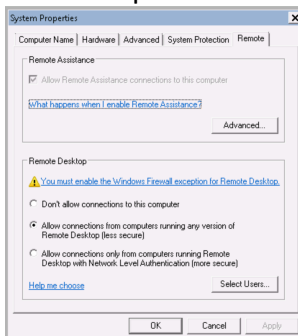 System Properties
Computer Name Hardware Advanced System Protection Remote
Remote Assistance
Allow Remote Assistance connections to this computer
What happens when I enable Remote Assistance?
Advanced...
Remote Desktop
You must enable the Windows Firewall exception for Remote Desktop.
Don't allow connections to this computer
Allow connections from computers running any version of
Remote Desktop (less secure)
Allow connections only from computers running Remote
Desktop with Network Level Authentication (more secure)
Help me choose
Select Users...
OK Cancel Apply